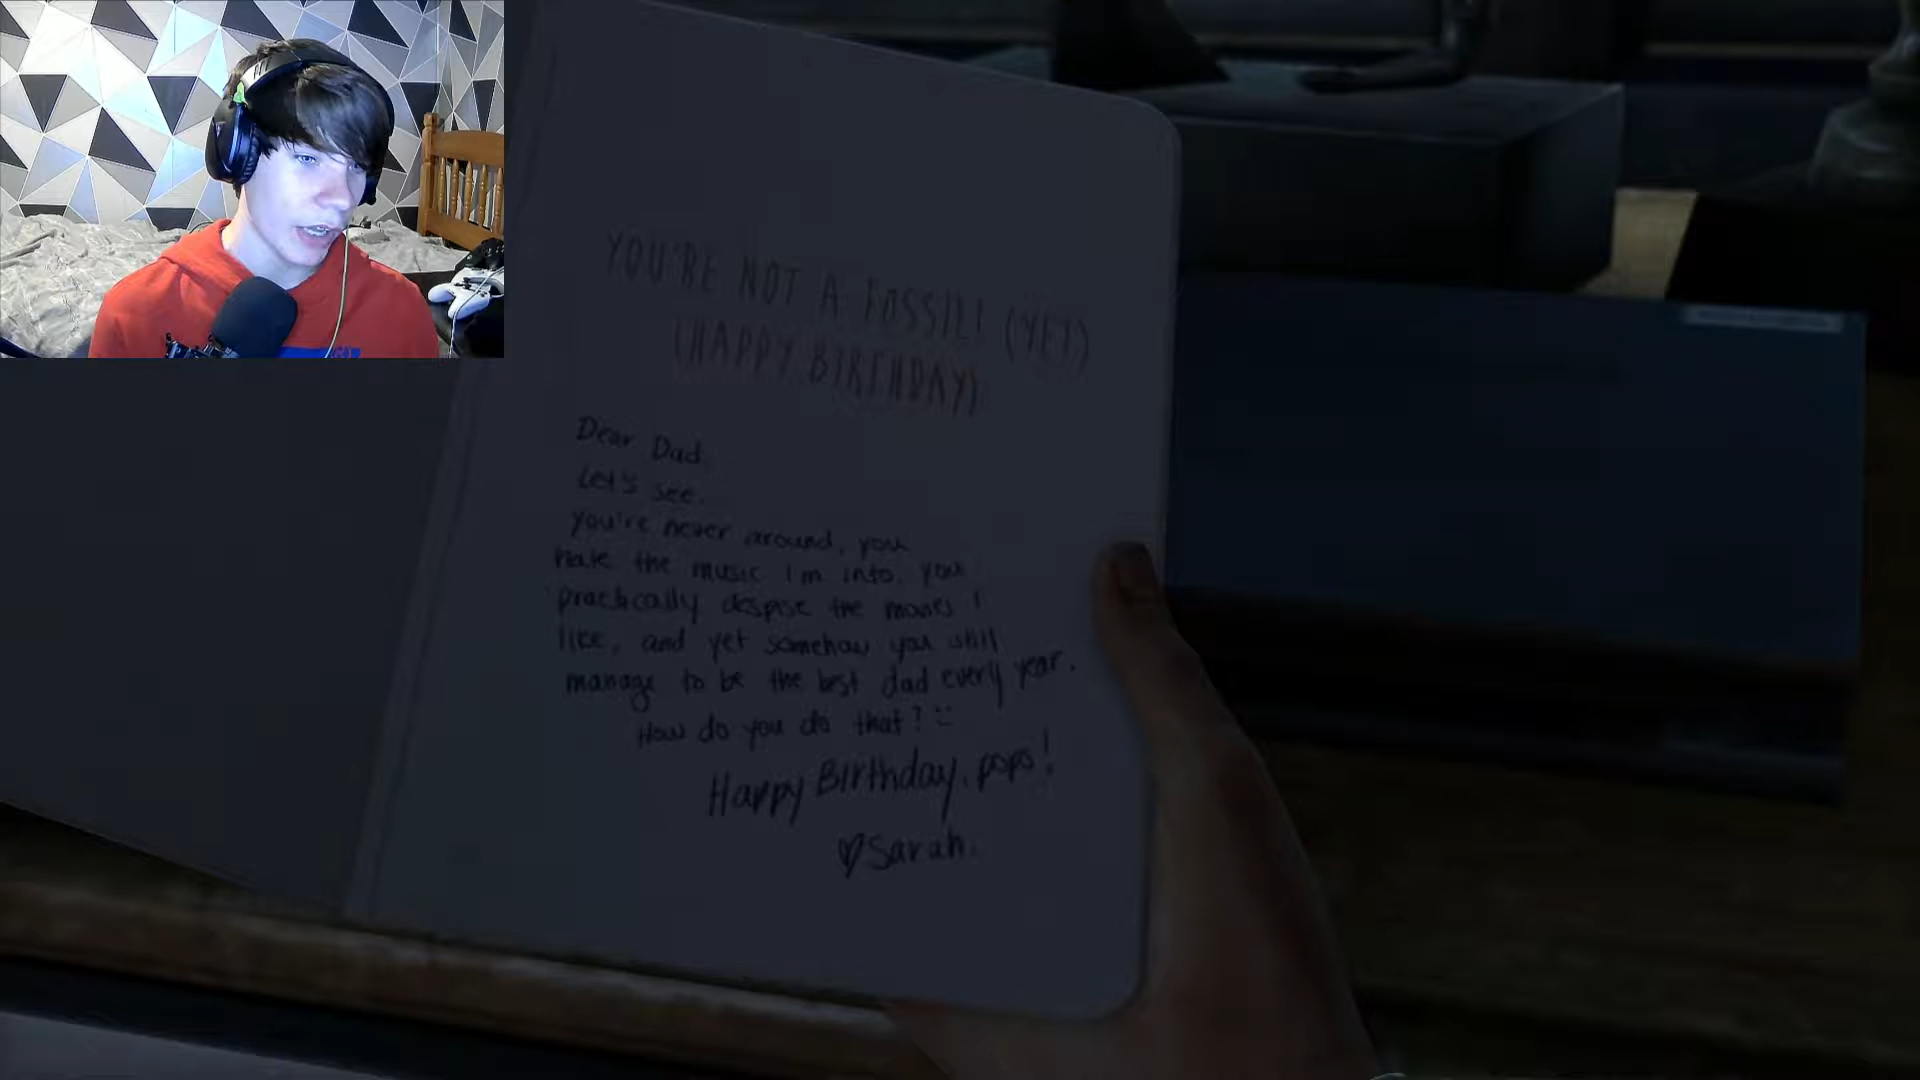 YOU'RE NOT A FOSSIL! (YET)
(HAPPY BIRTHDAY)
Dear Dad.
Let's see.
You're never around, you
hate the music I'm into, you
practically despise the movies I
like, and yet somehow you still
manage to be the best dad every year.
How do you do that? :)
Happy Birthday, pops!
♡Sarah.